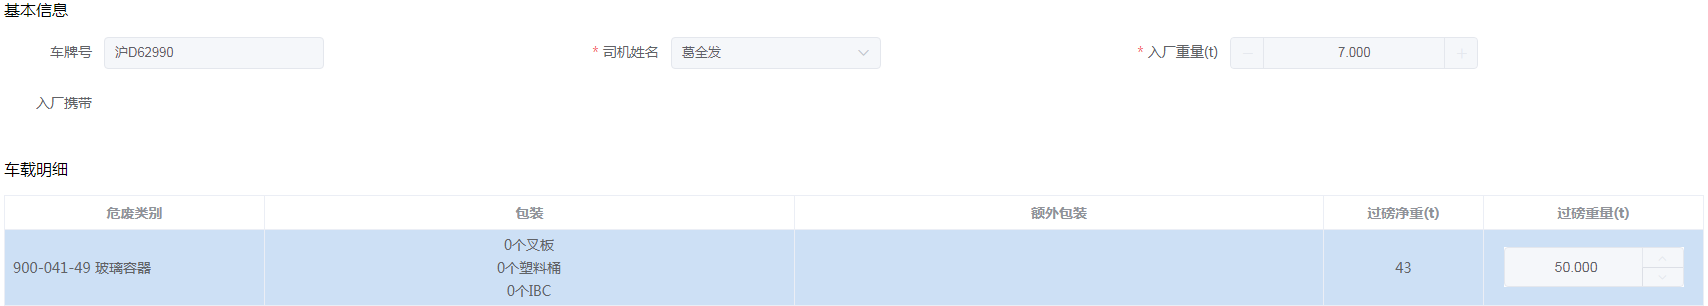 基本信息
车牌号 沪D62990 * 司机姓名 葛全发 * 入厂重量(t) 7.000
入厂携带
车载明细
危废类别 包装 额外包装 过磅净重(t) 过磅重量(t)
0个叉板
900-041-49 玻璃容器 0个塑料桶 43 50.000
0个IBC